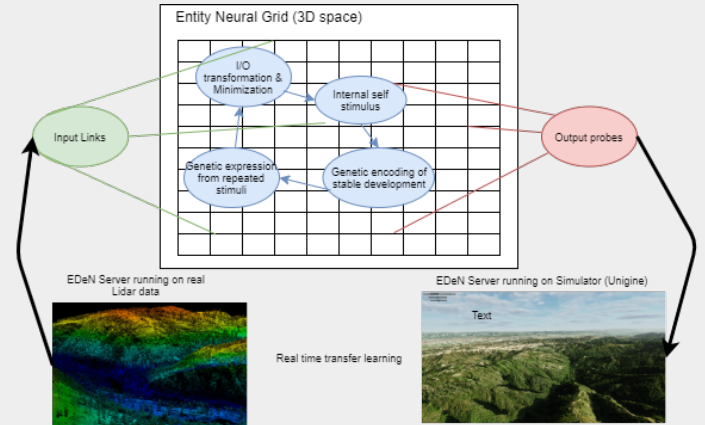 Entity Neural Grid (3D space)
I/O
transformation &
Minimization
Internal self
stimulus
Input Links
Output probes
Genetic expression
from repeated
stimuli
Genetic encoding of
stable development
EDeN Server running on real
Lidar data
EDeN Server running on Simulator (Unigine)
Text
Real time transfer learning